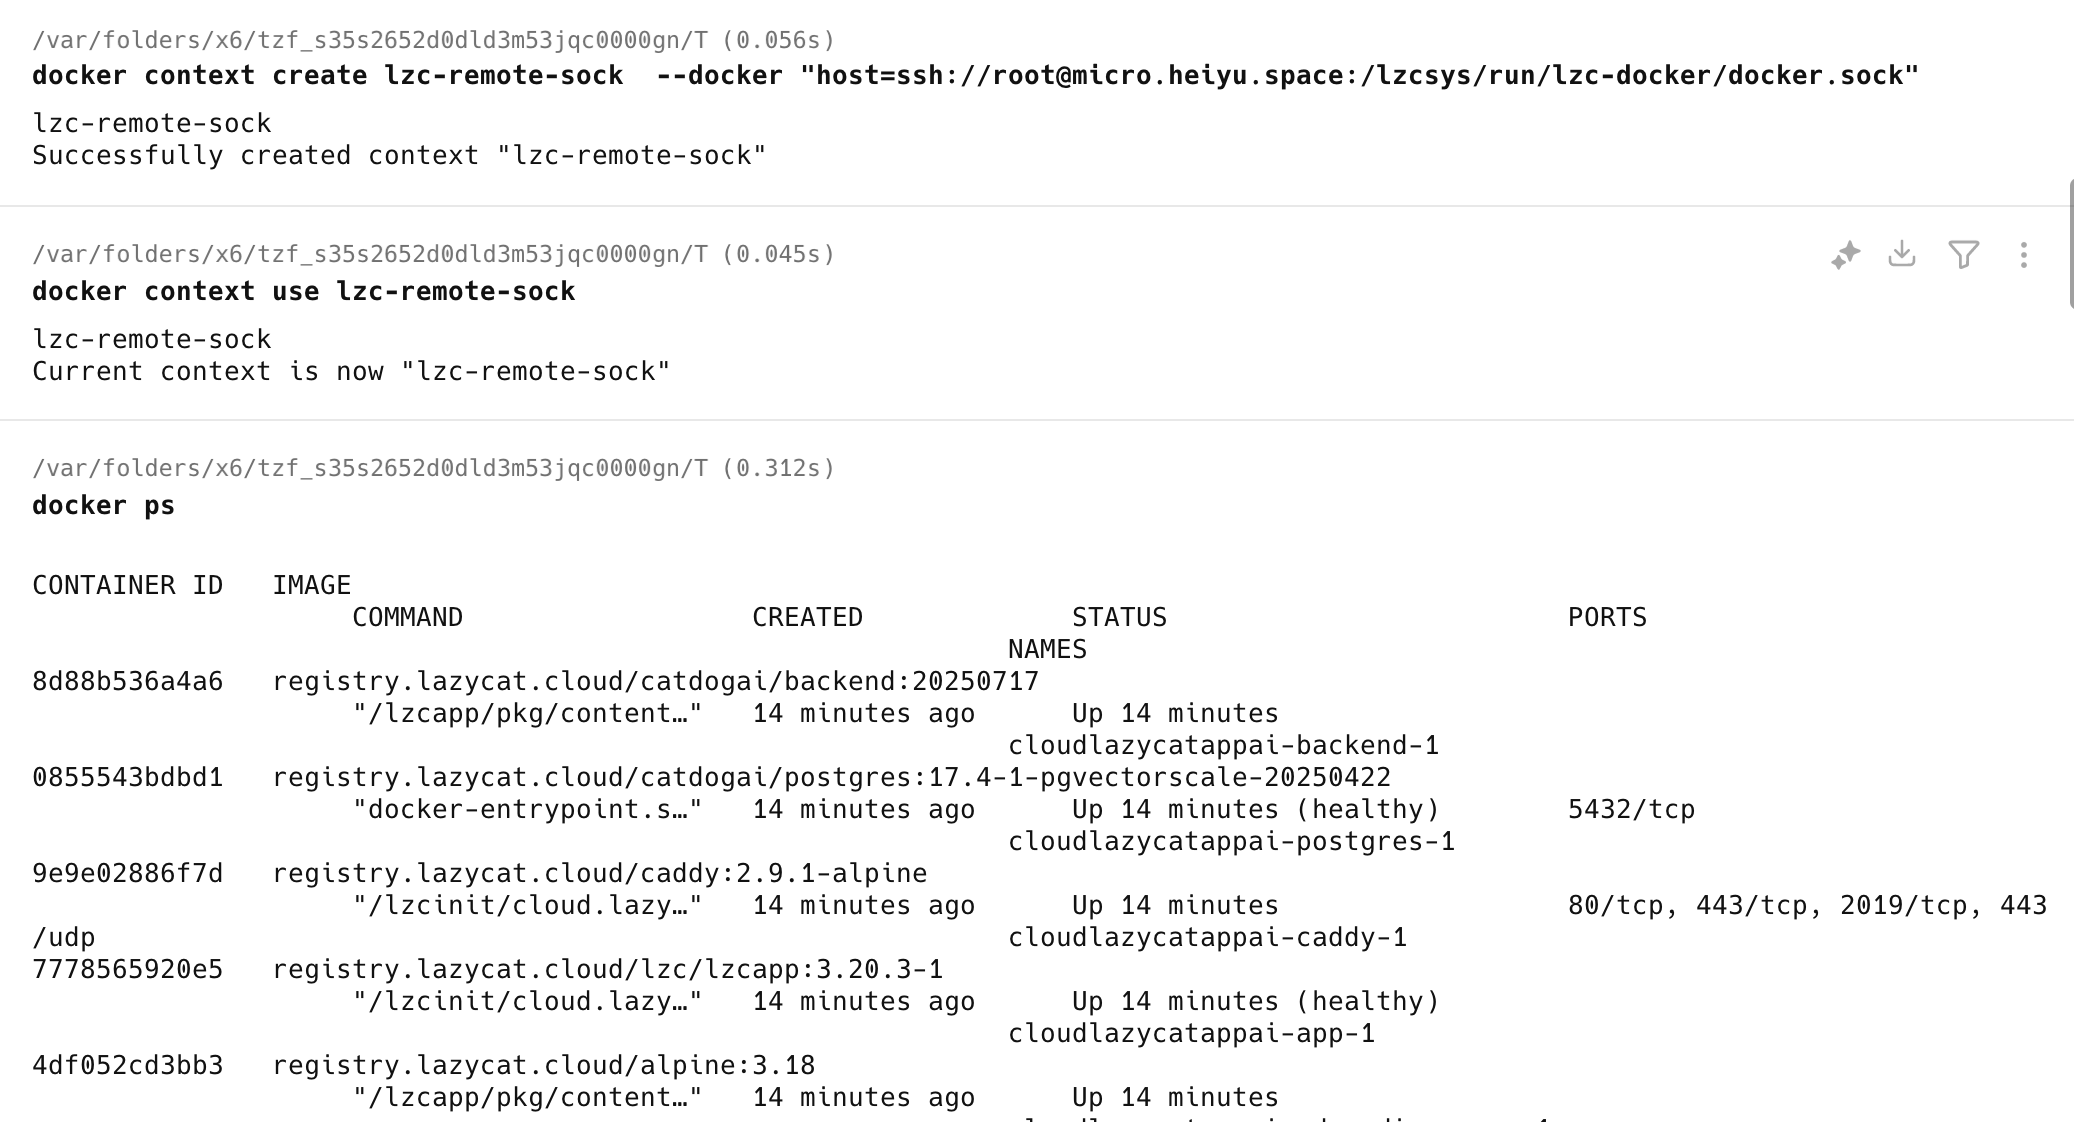 /var/folders/x6/tzf_s35s2652d0dld3m53jqc0000gn/T (0.056s)
docker context create lzc-remote-sock  --docker "host=ssh://root@micro.heiyu.space:/lzcsys/run/lzc-docker/docker.sock"
lzc-remote-sock
Successfully created context "lzc-remote-sock"
/var/folders/x6/tzf_s35s2652d0dld3m53jqc0000gn/T (0.045s)
docker context use lzc-remote-sock
lzc-remote-sock
Current context is now "lzc-remote-sock"
/var/folders/x6/tzf_s35s2652d0dld3m53jqc0000gn/T (0.312s)
docker ps
CONTAINER ID   IMAGE
COMMAND                  CREATED             STATUS                         PORTS
NAMES
8d88b536a4a6   registry.lazycat.cloud/catdogai/backend:20250717
"/lzcapp/pkg/content…"   14 minutes ago      Up 14 minutes
cloudlazycatappai-backend-1
0855543bdbd1   registry.lazycat.cloud/catdogai/postgres:17.4-1-pgvectorscale-20250422
"docker-entrypoint.s…"   14 minutes ago      Up 14 minutes (healthy)        5432/tcp
cloudlazycatappai-postgres-1
9e9e02886f7d   registry.lazycat.cloud/caddy:2.9.1-alpine
"/lzcinit/cloud.lazy…"   14 minutes ago      Up 14 minutes                  80/tcp, 443/tcp, 2019/tcp, 443
/udp                                                         cloudlazycatappai-caddy-1
7778565920e5   registry.lazycat.cloud/lzc/lzcapp:3.20.3-1
"/lzcinit/cloud.lazy…"   14 minutes ago      Up 14 minutes (healthy)
cloudlazycatappai-app-1
4df052cd3bb3   registry.lazycat.cloud/alpine:3.18
"/lzcapp/pkg/content…"   14 minutes ago      Up 14 minutes